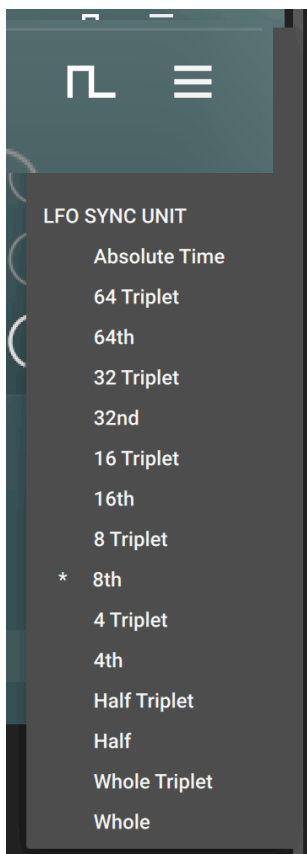 LFO SYNC UNIT
Absolute Time
64 Triplet
64th
32 Triplet
32nd
16 Triplet
16th
8 Triplet
* 8th
4 Triplet
4th
Half Triplet
Half
Whole Triplet
Whole